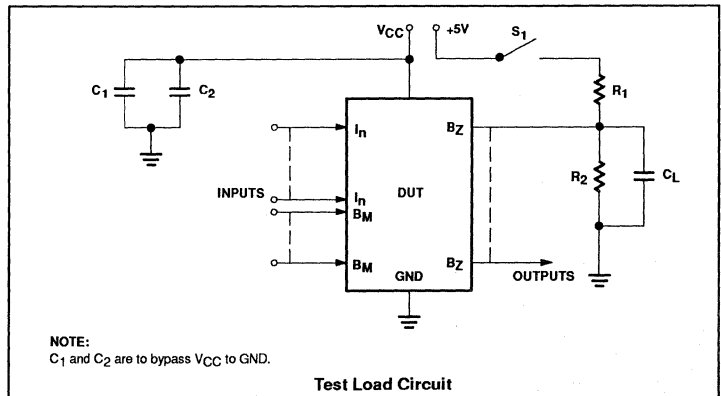 VCC +5V S1
C1 C2 R1
In BZ
R2 CL
INPUTS In DUT
BM
BM BZ
GND OUTPUTS
NOTE:
C1 and C2 are to bypass VCC to GND.
Test Load Circuit